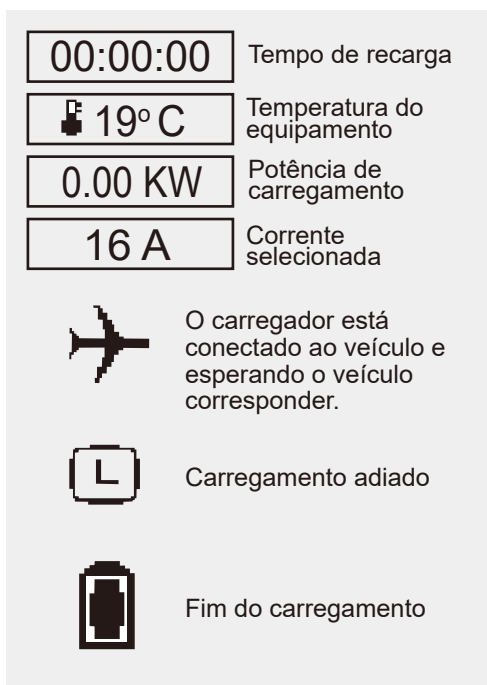 00:00:00 Tempo de recarga
19º C Temperatura do
equipamento
0.00 KW Potência de
carregamento
16 A Corrente
selecionada
O carregador está
conectado ao veículo e
esperando o veículo
corresponder.
L Carregamento adiado
Fim do carregamento